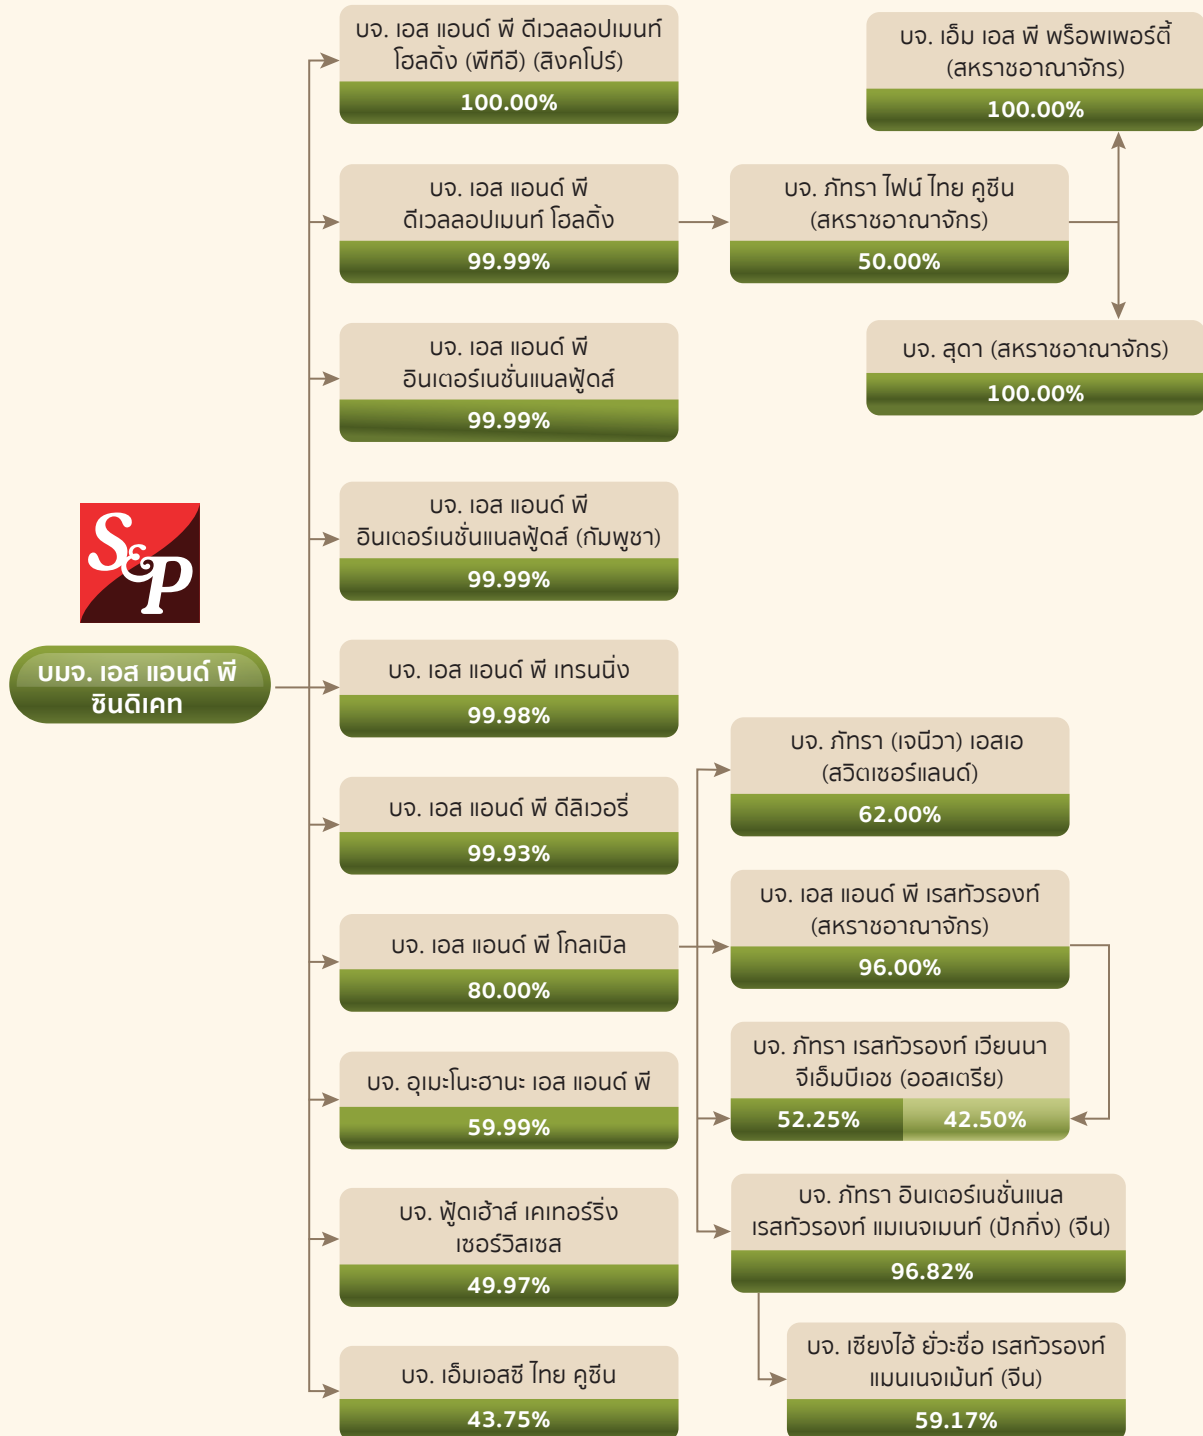 บจ. เอส แอนด์ พี ดีเวลลอปเมนท์
โฮลดิ้ง (พีทีอี) (สิงคโปร์)
100.00%
บจ. เอ็ม เอส พี พร็อพเพอร์ตี้
(สหราชอาณาจักร)
100.00%
บจ. เอส แอนด์ พี
ดีเวลลอปเมนท์ โฮลดิ้ง
99.99%
บจ. ภัทรา ไฟน์ ไทย คูซีน
(สหราชอาณาจักร)
50.00%
บจ. สุดา (สหราชอาณาจักร)
100.00%
บจ. เอส แอนด์ พี
อินเตอร์เนชั่นแนลฟู้ดส์
99.99%
บจ. เอส แอนด์ พี
อินเตอร์เนชั่นแนลฟู้ดส์ (กัมพูชา)
99.99%
S&P
บมจ. เอส แอนด์ พี
ซินดิเคท
บจ. เอส แอนด์ พี เทรนนิ่ง
99.98%
บจ. เอส แอนด์ พี ดีลิเวอรี่
99.93%
บจ. เอส แอนด์ พี โกลเบิล
80.00%
บจ. ภัทรา (เจนีวา) เอสเอ
(สวิตเซอร์แลนด์)
62.00%
บจ. เอส แอนด์ พี เรสทัวรองท์
(สหราชอาณาจักร)
96.00%
บจ. ภัทรา เรสทัวรองท์ เวียนนา
จีเอ็มบีเอช (ออสเตรีย)
52.25% 42.50%
บจ. อุเมะโนะฮานะ เอส แอนด์ พี
59.99%
บจ. ฟู้ดเฮ้าส์ เคเทอร์ริ่ง
เซอร์วิสเซส
49.97%
บจ. ภัทรา อินเตอร์เนชั่นแนล
เรสทัวรองท์ แมเนจเมนท์ (ปักกิ่ง) (จีน)
96.82%
บจ. เอ็มเอสซี ไทย คูซีน
43.75%
บจ. เซียงไฮ้ ยั่วะชื่อ เรสทัวรองท์
แมนเนจเม้นท์ (จีน)
59.17%